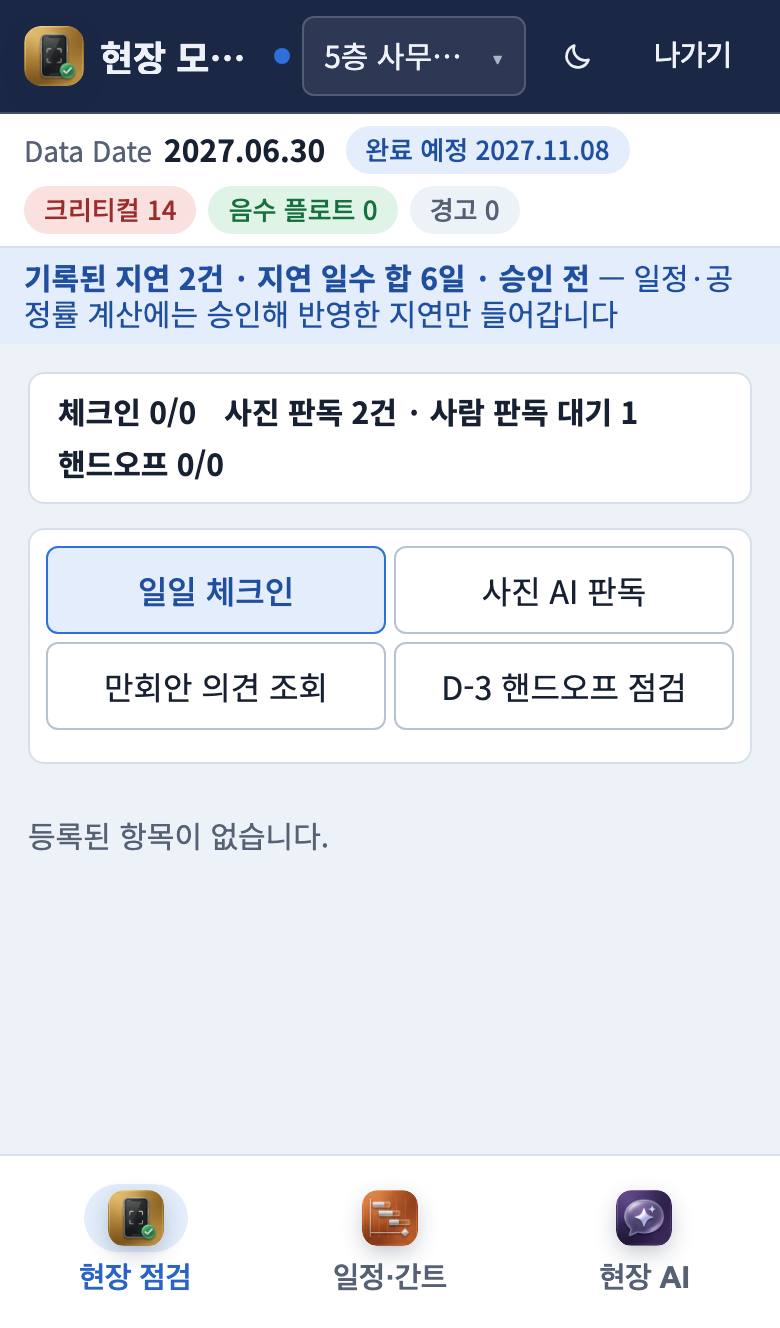 현장 모…
5층 사무…
나가기
Data Date 2027.06.30 완료 예정 2027.11.08
크리티컬 14 음수 플로트 0 경고 0
기록된 지연 2건 · 지연 일수 합 6일 · 승인 전 — 일정·공
정률 계산에는 승인해 반영한 지연만 들어갑니다
체크인 0/0 사진 판독 2건 · 사람 판독 대기 1
핸드오프 0/0
일일 체크인
사진 AI 판독
만회안 의견 조회
D-3 핸드오프 점검
등록된 항목이 없습니다.
현장 점검
일정·간트
현장 AI